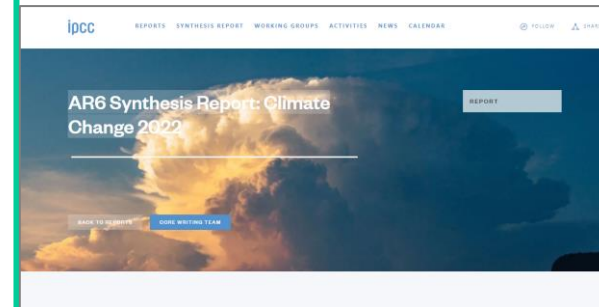 ipcc REPORTS SYNTHESIS REPORT WORKING GROUPS ACTIVITIES NEWS CALENDAR FOLLOW SHARE
AR6 Synthesis Report: Climate
Change 2022
REPORT
BACK TO REPORTS CORE WRITING TEAM